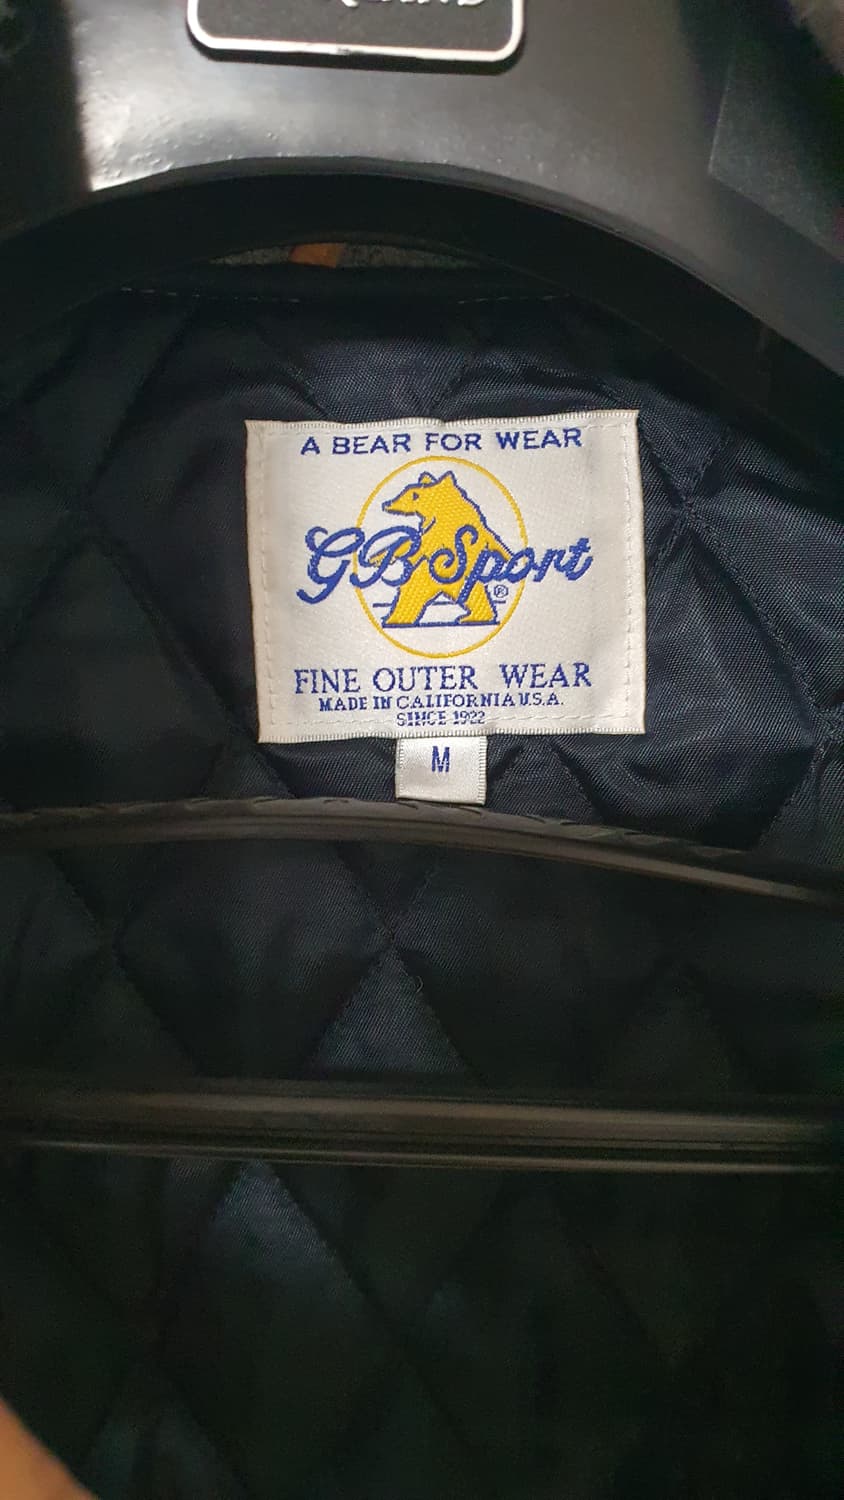 A BEAR FOR WEAR
GB Sport®
FINE OUTER WEAR
MADE IN CALIFORNIA U.S.A.
SINCE 1922
M